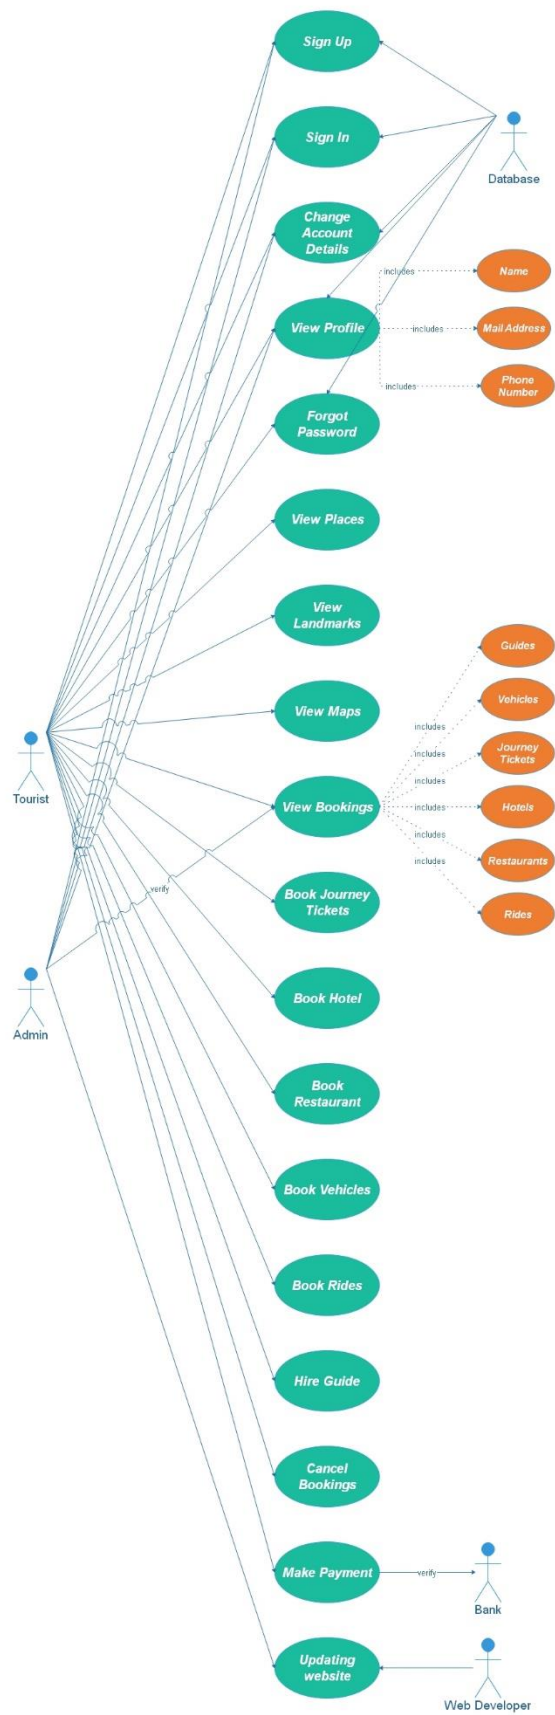 Sign Up
Sign In
Database
Change
Account
Details
includes
Name
View Profile
includes
Mail Address
includes
Phone
Number
Forgot
Password
View Places
View
Landmarks
Guides
View Maps
Vehicles
includes
Journey
Tickets
includes
includes
Tourist
View Bookings
includes
Hotels
includes
Restaurants
includes
verify
Book Journey
Tickets
Rides
Book Hotel
Admin
Book
Restaurant
Book Vehicles
Book Rides
Hire Guide
Cancel
Bookings
Make Payment
verify
Bank
Updating
website
Web Developer